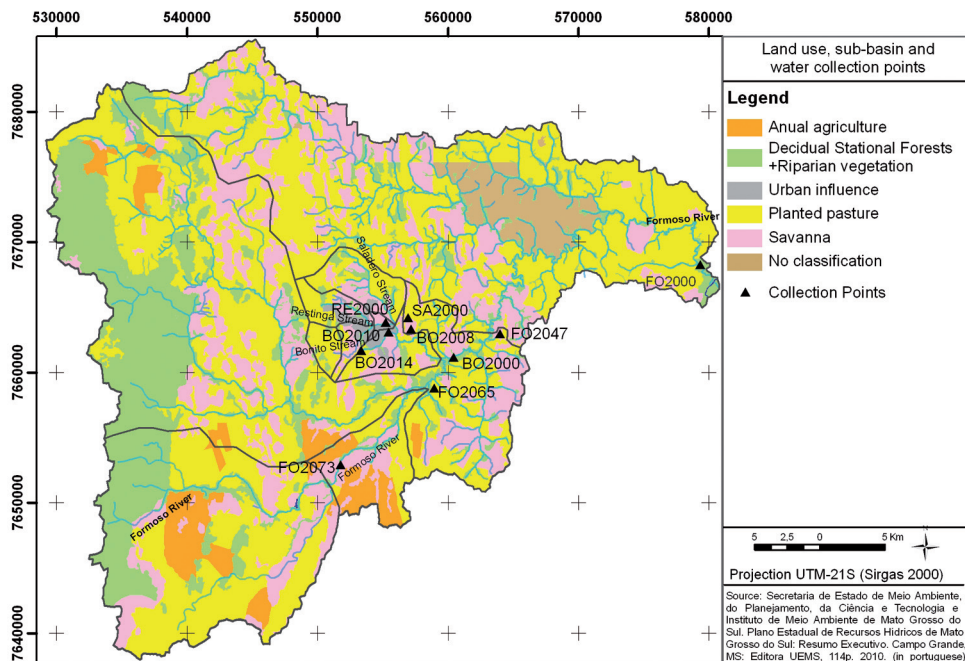 530000 540000 550000 560000 570000 580000
7680000
7670000
7660000
7650000
7640000
Formoso River
FO2000
Saladero Stream
RE2000
SA2000
Restinga Stream
BO2010
BO2008
FO2047
Bonito Stream
BO2014
BO2000
FO2065
Formoso River
FO2073
Formoso River
Land use, sub-basin and
water collection points
Legend
Anual agriculture
Decidual Stational Forests
+Riparian vegetation
Urban influence
Planted pasture
Savanna
No classification
Collection Points
5 2,5 0 5 Km
N
Projection UTM-21S (Sirgas 2000)
Source: Secretaria de Estado de Meio Ambiente,
do Planejamento, da Ciência e Tecnologia e
Instituto de Meio Ambiente de Mato Grosso do
Sul. Plano Estadual de Recursos Hidricos de Mato
Grosso do Sul: Resumo Executivo. Campo Grande,
MS: Editora UEMS, 114p. 2010. (in portuguese)